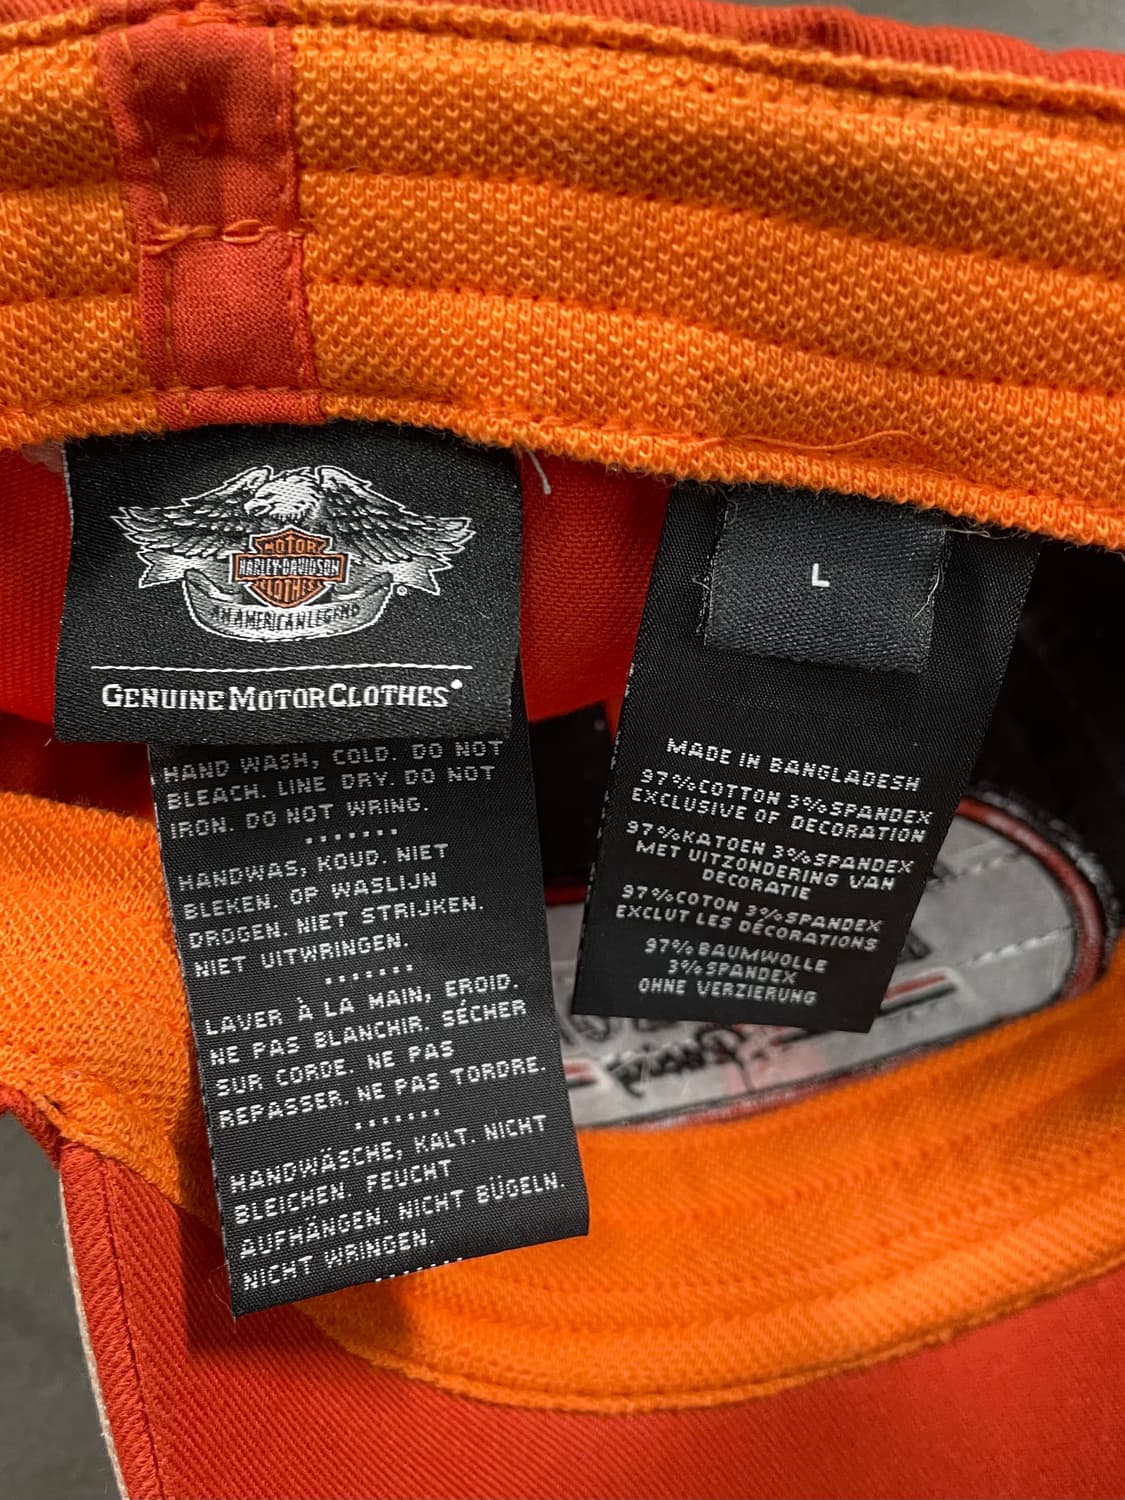 MOTOR
HARLEY-DAVIDSON
CLOTHES
AN AMERICAN LEGEND
®
GENUINE MOTORCLOTHES®
HAND WASH, COLD. DO NOT
BLEACH. LINE DRY. DO NOT
IRON. DO NOT WRING.
.......
HANDWAS, KOUD. NIET
BLEKEN. OP WASLIJN
DROGEN. NIET STRIJKEN.
NIET UITWRINGEN.
.......
LAVER À LA MAIN, EROID.
NE PAS BLANCHIR. SÉCHER
SUR CORDE. NE PAS
REPASSER. NE PAS TORDRE.
.......
HANDWÄSCHE, KALT. NICHT
BLEICHEN. FEUCHT
AUFHÄNGEN. NICHT BÜGELN.
NICHT WRINGEN.
.......
L
MADE IN BANGLADESH
97%COTTON 3%SPANDEX
EXCLUSIVE OF DECORATION
97%KATOEN 3%SPANDEX
MET UITZONDERING VAN
DECORATIE
97%COTON 3%SPANDEX
EXCLUT LES DÉCORATIONS
97%BAUMWOLLE
3%SPANDEX
OHNE VERZIERUNG